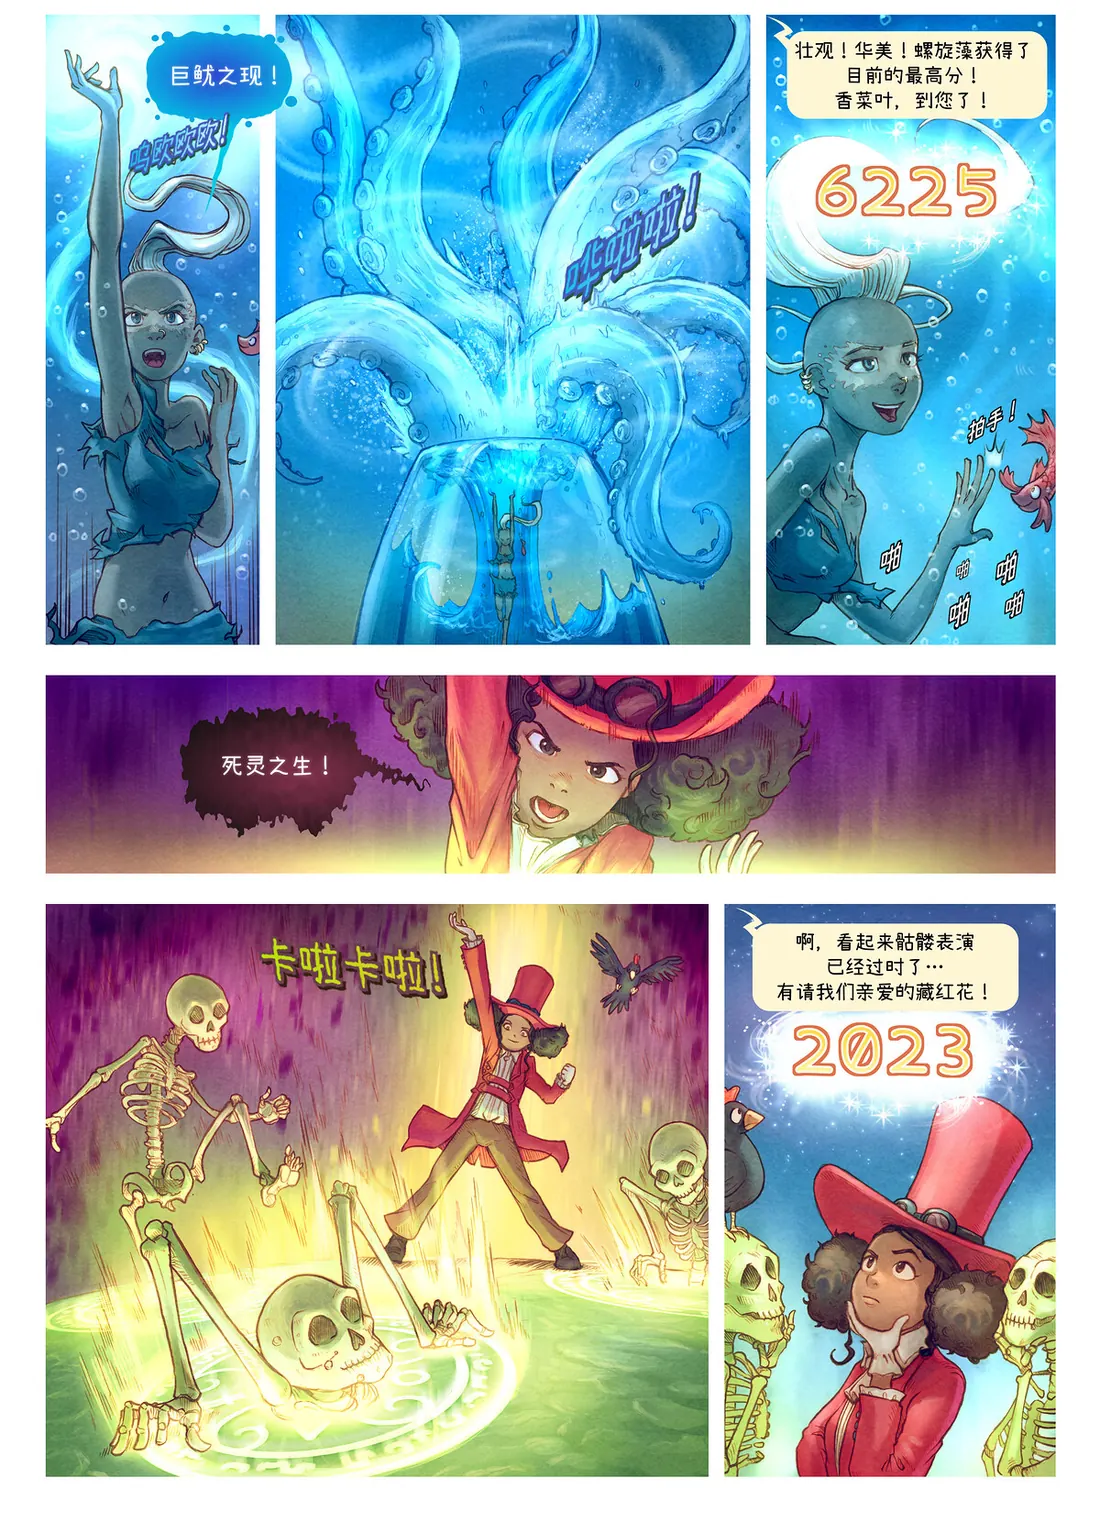 巨鱿之现！
呜欧欧欧！
哗啦啦！
壮观！华美！螺旋藻获得了
目前的最高分！
香菜叶，到您了！
6225
拍手！
啪
啪
啪
啪
啪
死灵之生！
卡啦卡啦！
啊，看起来骷髅表演
已经过时了…
有请我们亲爱的藏红花！
2023